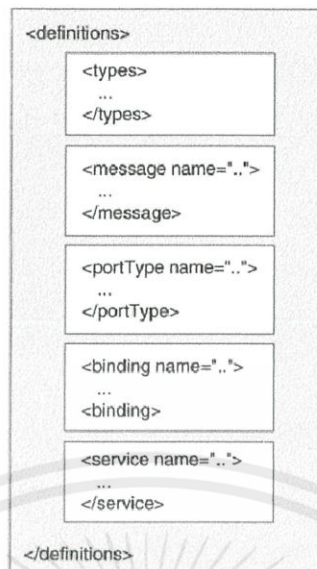 <definitions>
<types>
...
</types>
<message name="..">
...
</message>
<portType name="..">
...
</portType>
<binding name="..">
...
<binding>
<service name="..">
...
</service>
</definitions>